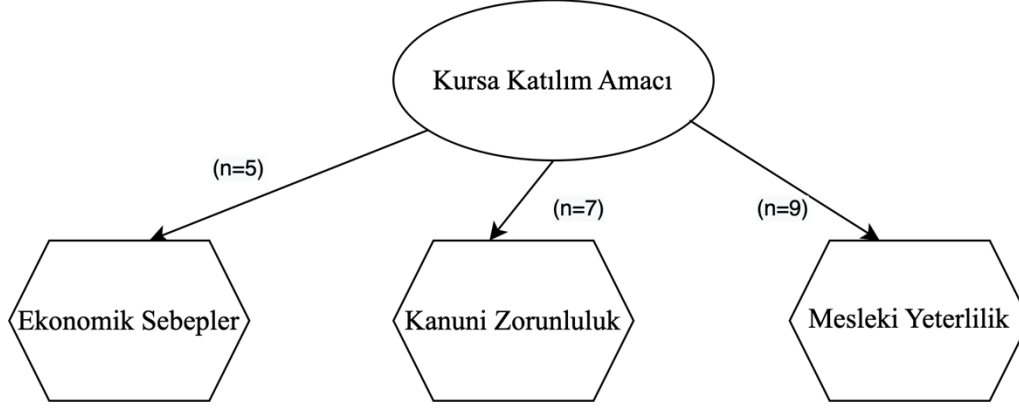 Kursa Katılım Amacı
(n=5)
(n=7)
(n=9)
Ekonomik Sebepler
Kanuni Zorunluluk
Mesleki Yeterlilik